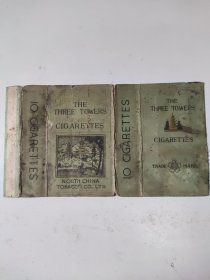 10 CIGARETTES
THE
THREE TOWERS
CIGARETTES
NORTH CHINA
TOBACCO CO. LTD.
10 CIGARETTES
THE
THREE TOWERS
CIGARETTES
TRADE MARK